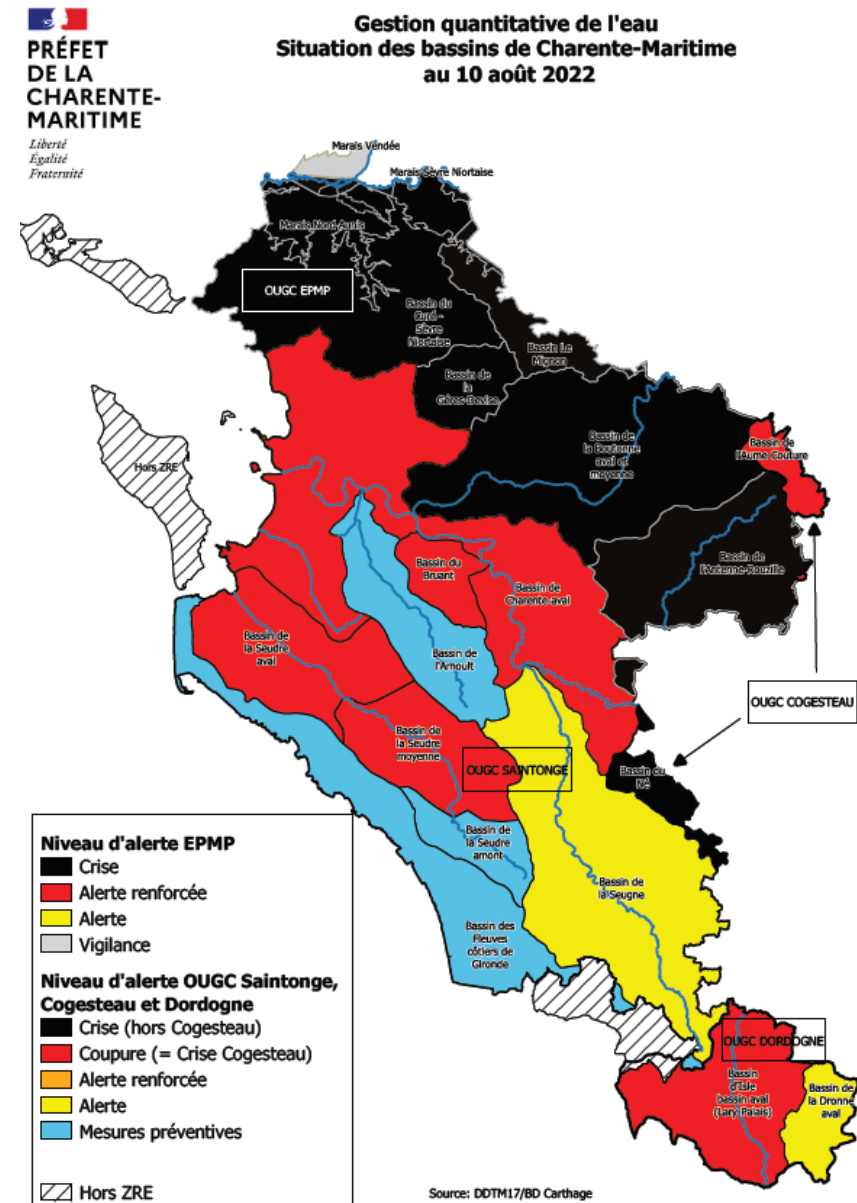 PRÉFET
DE LA
CHARENTE-
MARITIME
Liberté
Égalité
Fraternité
Gestion quantitative de l'eau
Situation des bassins de Charente-Maritime
au 10 août 2022
Marais Vendée
Marais Sèvre Niortaise
Marais Nord Aunis
OUGC EPMP
Bassin du
Curé -
Sèvre
Niortaise
Bassin Le
Mignon
Bassin de
la
Gères-Devise
Bassin de
la Boutonne
aval et
moyenne
Bassin de
l'Aume Couture
Hors ZRE
Bassin de
l'Antenne-Rouzille
Bassin du
Bruant
Bassin de
Charente-aval
Bassin de
la Seudre
aval
Bassin de
l'Arnoult
OUGC COGESTEAU
Bassin de
la Seudre
moyenne
OUGC SAINTONGE
Bassin du
Né
Bassin de
la Seudre
amont
Bassin de
la Seugne
Bassin des
Fleuves
côtiers de
Gironde
OUGC DORDOGNE
Bassin
d'Isle
bassin aval
(Lary Palais)
Bassin de
la Dronne
aval
Niveau d'alerte EPMP
Crise
Alerte renforcée
Alerte
Vigilance
Niveau d'alerte OUGC Saintonge,
Cogesteau et Dordogne
Crise (hors Cogesteau)
Coupure (= Crise Cogesteau)
Alerte renforcée
Alerte
Mesures préventives
Hors ZRE
Source: DDTM17/BD Carthage